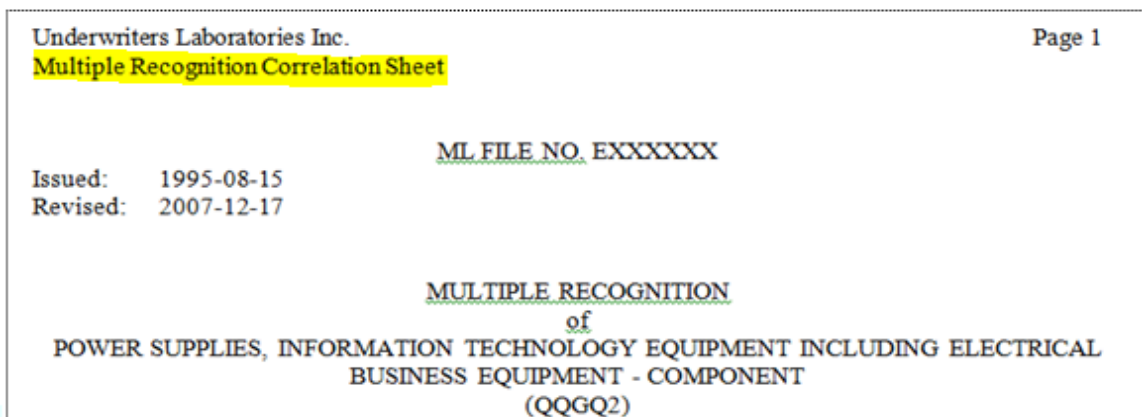 Underwriters Laboratories Inc. Page 1
Multiple Recognition Correlation Sheet
ML FILE NO. EXXXXXX
Issued: 1995-08-15
Revised: 2007-12-17
MULTIPLE RECOGNITION
of
POWER SUPPLIES, INFORMATION TECHNOLOGY EQUIPMENT INCLUDING ELECTRICAL
BUSINESS EQUIPMENT - COMPONENT
(QQGQ2)